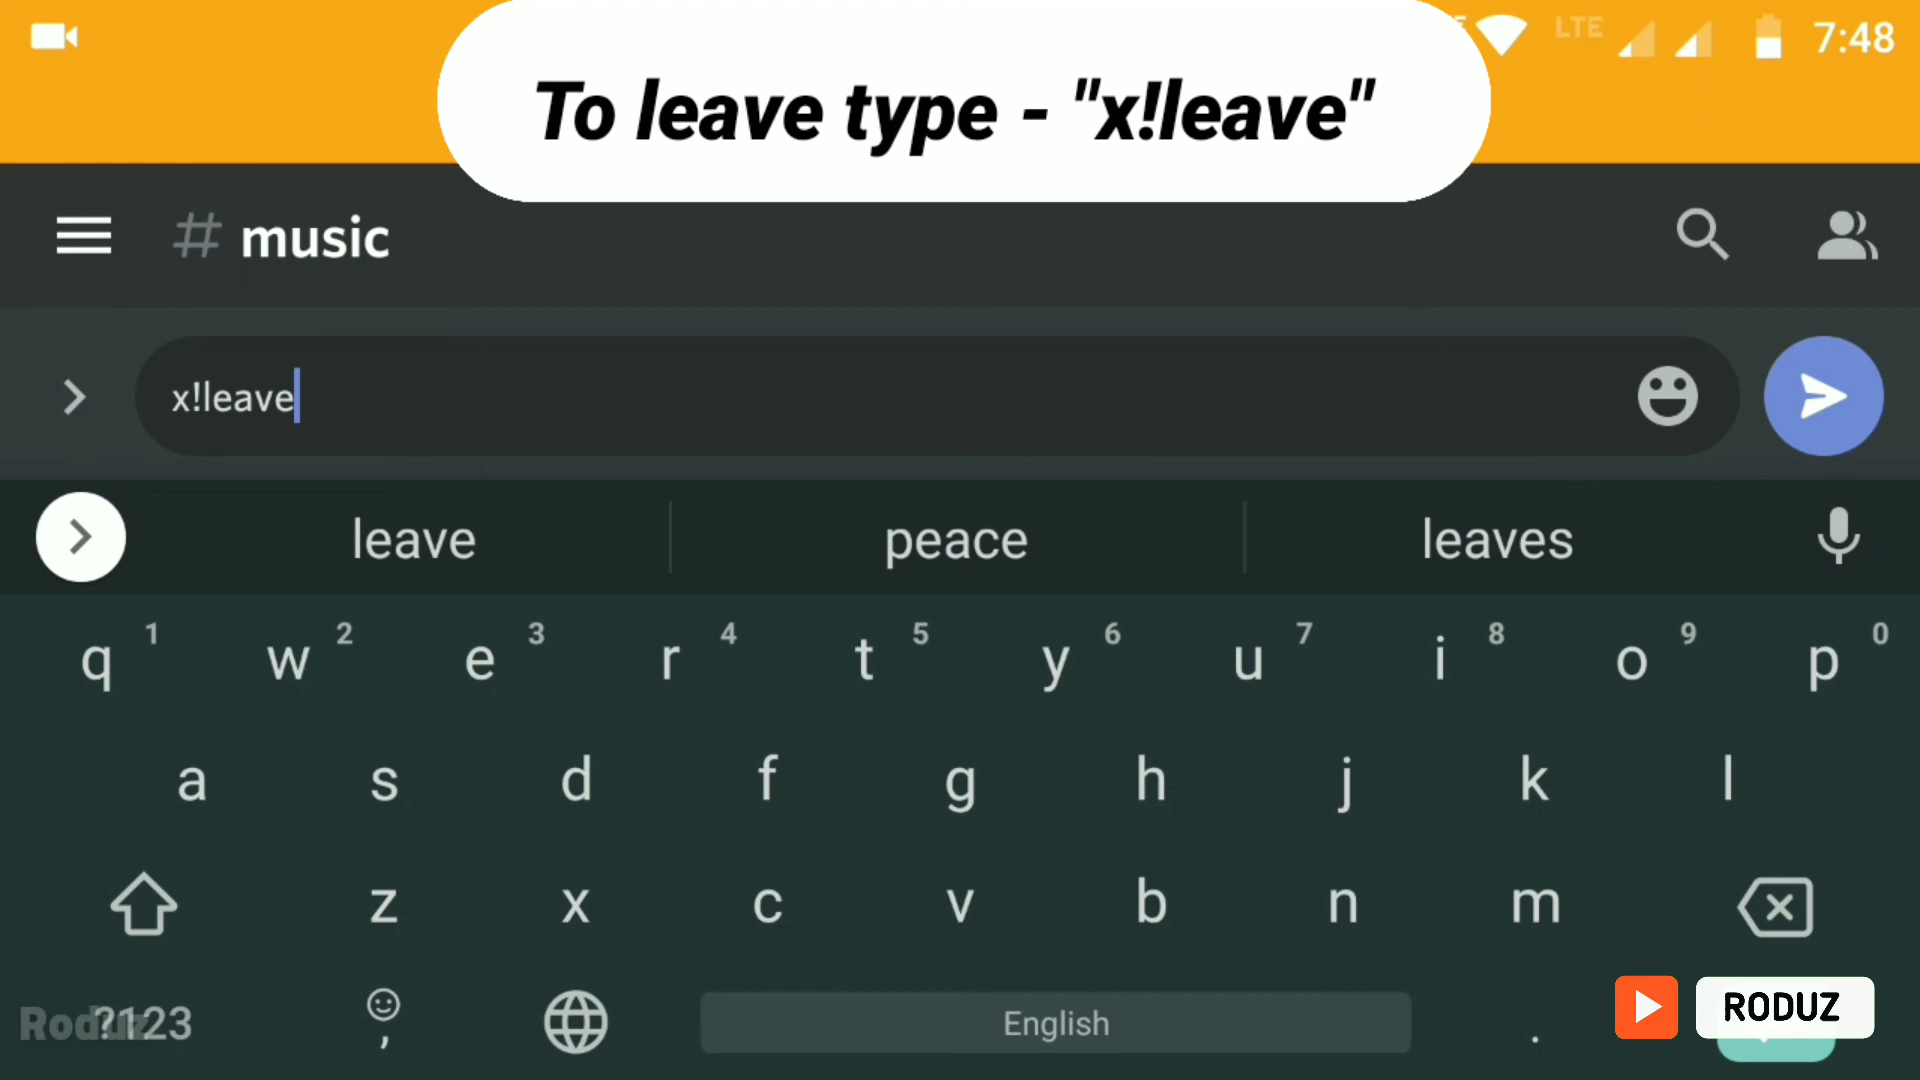 To leave type - "x!leave"
LTE
7:48
# music
x!leave
leave peace leaves
q 1 w 2 e 3 r 4 t 5 y 6 u 7 i 8 o 9 p 0
a s d f g h j k l
z x c v b n m
Roduz ?123 , English .
RODUZ